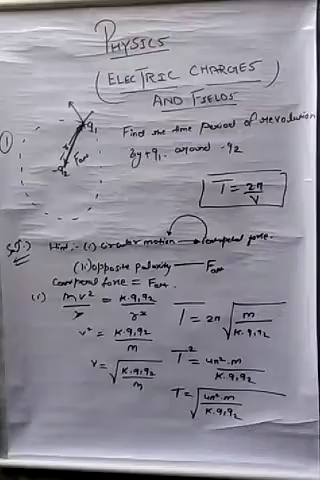 PHYSICS
(ELECTRIC CHARGES
AND FIELDS)
① Find the time period of revolution
by +q₁ around -q₂
+q₁
r
Fatt
-q₂
T = 2π/V
Sol:) Hint :- (i) circular motion → centripetal force.
(ii) opposite polarity — Fatt
Centripetal force = Fatt.
(i) mv²/r = K·q₁q₂/r²
v² = K·q₁q₂/m
v = √(K·q₁q₂/m)
T = 2π √(m/K·q₁q₂)
T² = 4π²·m/K·q₁q₂
T = √(4π²·m/K·q₁q₂)